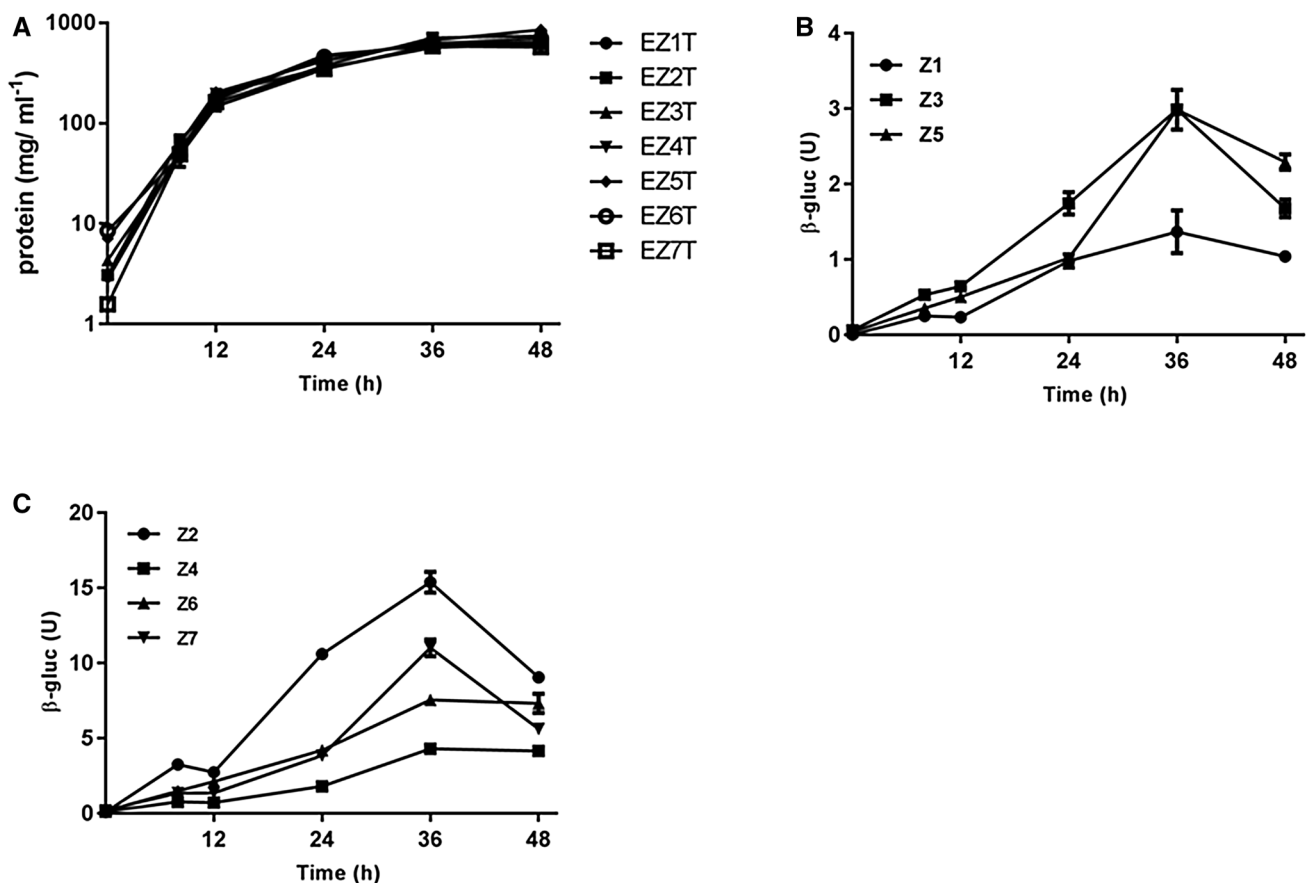 A
protein (mg/ ml-1)
1000
100
10
1
12 24 36 48
Time (h)
EZ1T
EZ2T
EZ3T
EZ4T
EZ5T
EZ6T
EZ7T
B
β-gluc (U)
4
3
2
1
0
12 24 36 48
Time (h)
Z1
Z3
Z5
C
β-gluc (U)
20
15
10
5
0
12 24 36 48
Time (h)
Z2
Z4
Z6
Z7